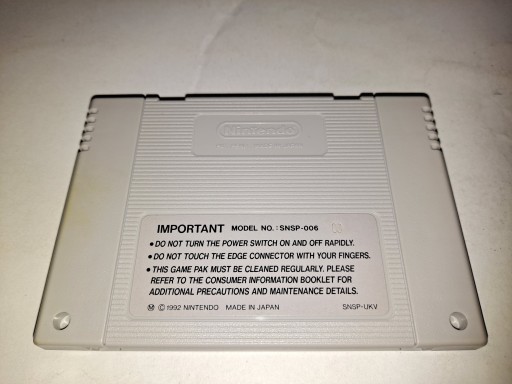 Nintendo
IMPORTANT MODEL NO.:SNSP-006
•DO NOT TURN THE POWER SWITCH ON AND OFF RAPIDLY.
•DO NOT TOUCH THE EDGE CONNECTOR WITH YOUR FINGERS.
•THIS GAME PAK MUST BE CLEANED REGULARLY. PLEASE
REFER TO THE CONSUMER INFORMATION BOOKLET FOR
ADDITIONAL PRECAUTIONS AND MAINTENANCE DETAILS.
Ⓜ ©1992 NINTENDO MADE IN JAPAN SNSP-UKV